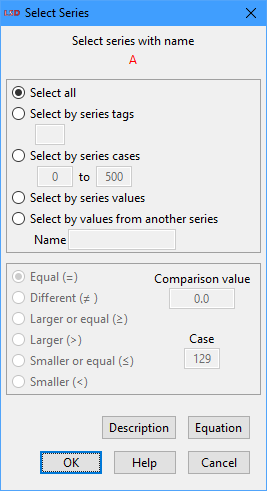 Select Series
Select series with name
A
Select all
Select by series tags
Select by series cases
0 to 500
Select by series values
Select by values from another series
Name
Equal (=)
Comparison value
Different (≠ )
0.0
Larger or equal (≥)
Larger (>)
Case
Smaller or equal (≤)
129
Smaller (<)
Description Equation
OK Help Cancel